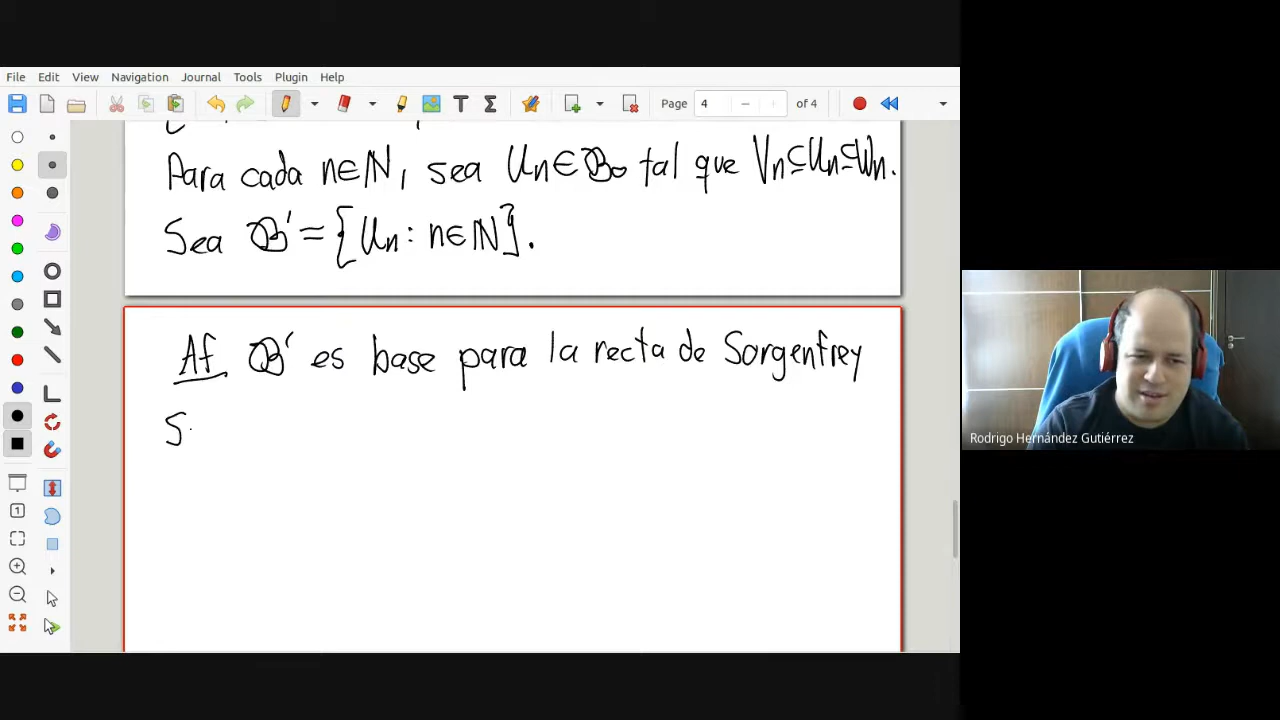 File Edit View Navigation Journal Tools Plugin Help
Page 4 of 4
Para cada n∈ℕ, sea Un∈ℬ₀ tal que Vn⊆Un⊆Wn.
Sea ℬ' = {Un : n∈ℕ}.
Af ℬ' es base para la recta de Sorgenfrey
S
Rodrigo Hernández Gutiérrez